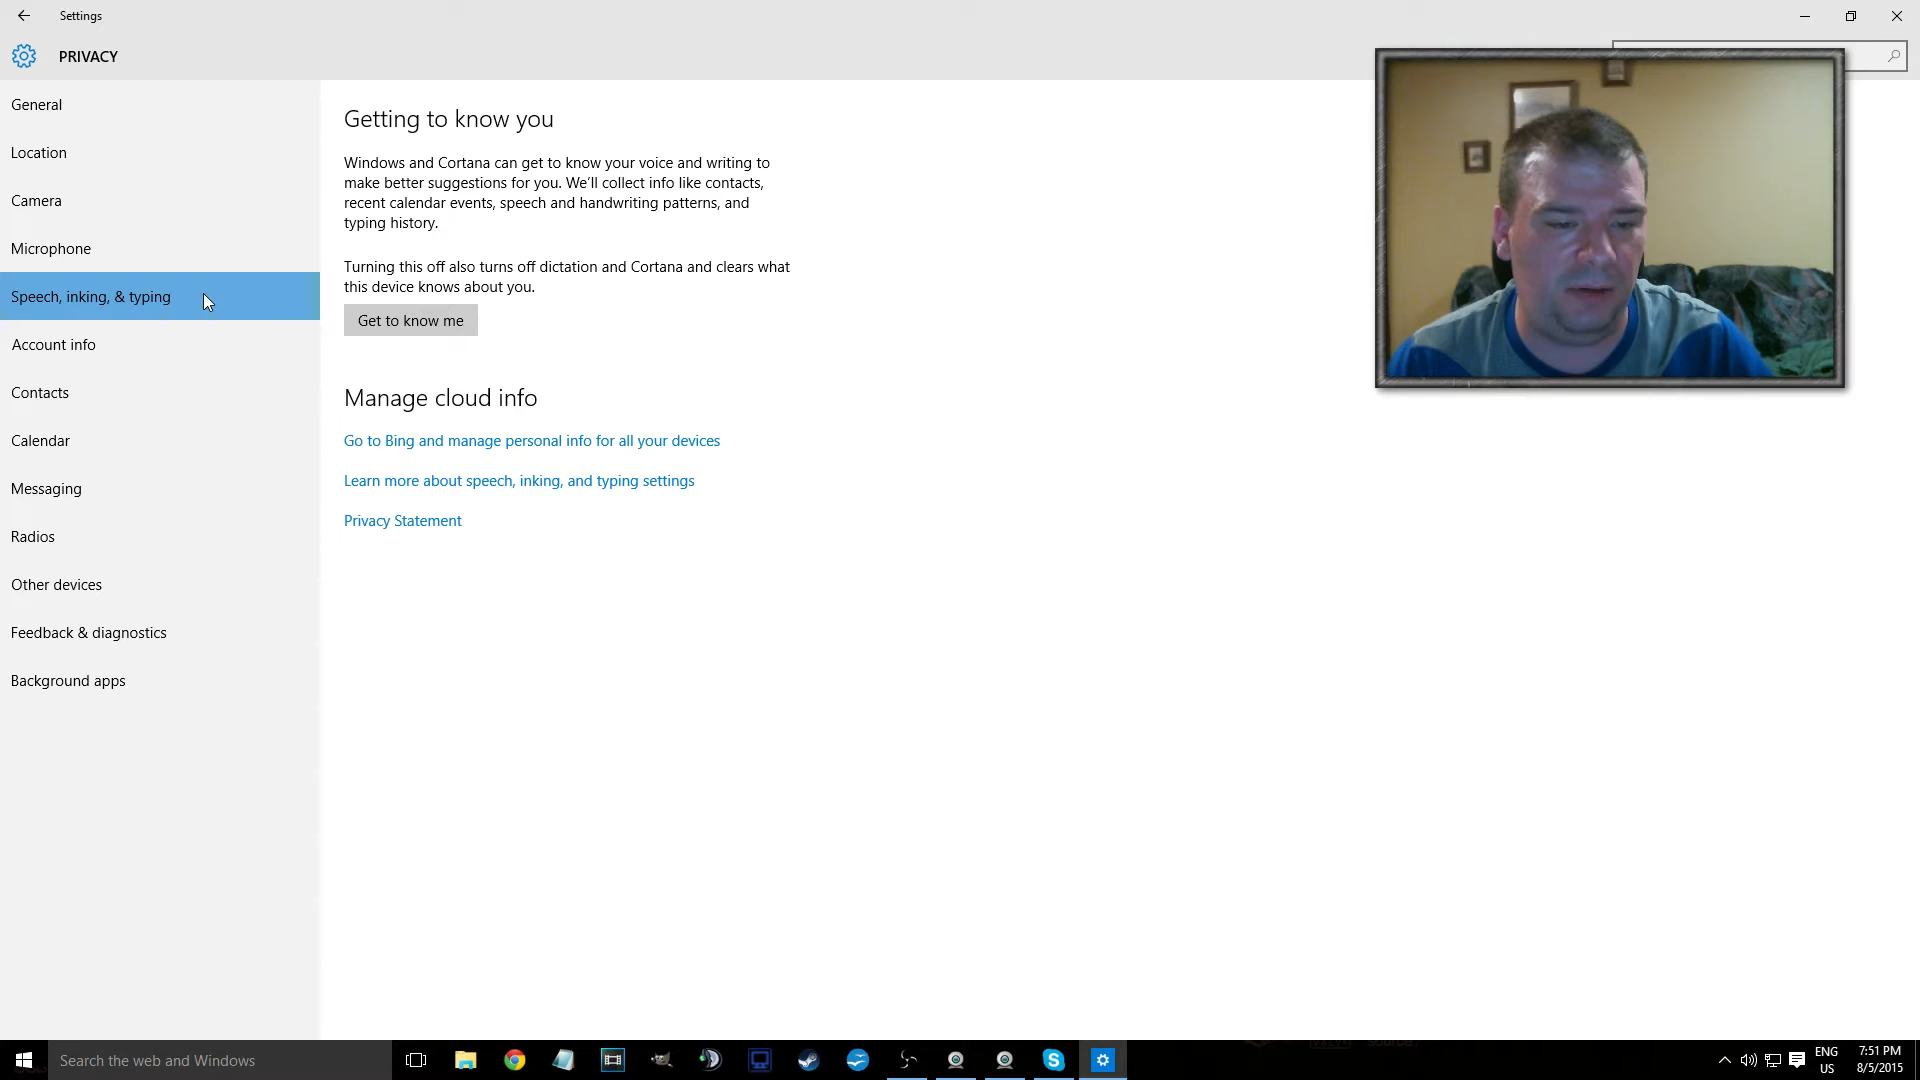 Settings
PRIVACY
General
Location
Camera
Microphone
Speech, inking, & typing
Account info
Contacts
Calendar
Messaging
Radios
Other devices
Feedback & diagnostics
Background apps
Getting to know you
Windows and Cortana can get to know your voice and writing to
make better suggestions for you. We'll collect info like contacts,
recent calendar events, speech and handwriting patterns, and
typing history.
Turning this off also turns off dictation and Cortana and clears what
this device knows about you.
Get to know me
Manage cloud info
Go to Bing and manage personal info for all your devices
Learn more about speech, inking, and typing settings
Privacy Statement
Search the web and Windows
ENG
US
7:51 PM
8/5/2015